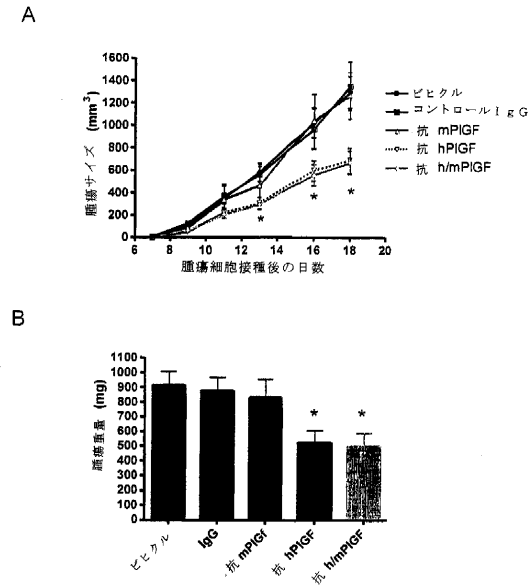 A
腫瘍サイズ (mm³)
1600
1400
1200
1000
800
600
400
200
0
6 8 10 12 14 16 18 20
* * *
腫瘍細胞接種後の日数
ビヒクル
コントロールIgG
抗 mPlGF
抗 hPlGF
抗 h/mPlGF
B
腫瘍重量 (mg)
1100
1000
900
800
700
600
500
400
300
200
100
0
* *
ビヒクル
IgG
抗 mPlGf
抗 hPlGF
抗 h/mPlGF